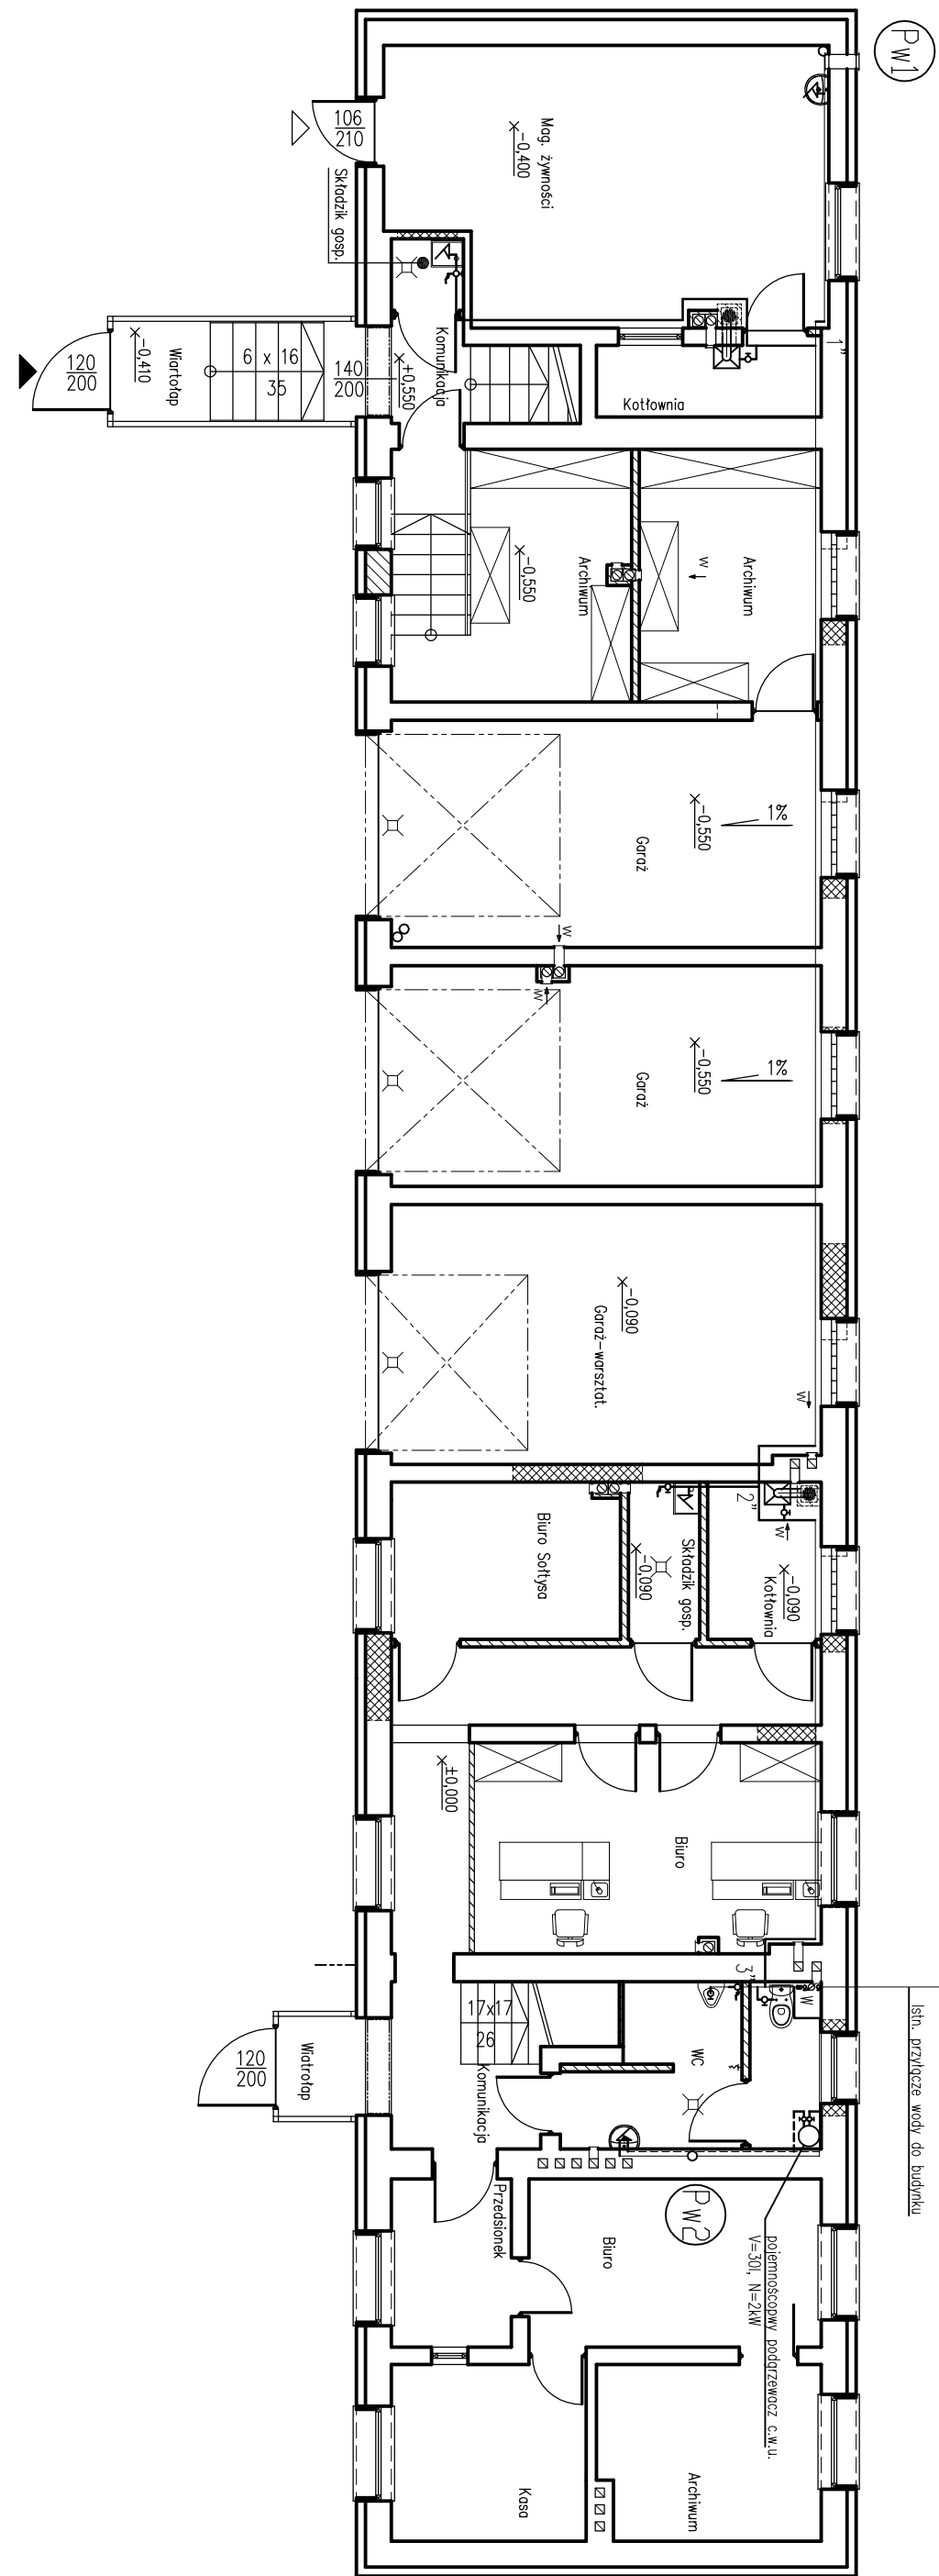 PW1
106
210
Mag. żywności
-0,400
Składzik gosp.
Komunikacja
+0,550
140
200
6 x 16
35
Wiartołap
-0,410
120
200
1"
Kotłownia
Archiwum
-0,550
Archiwum
W
1%
-0,550
Garaż
W
W
1%
-0,550
Garaż
-0,090
Garaż-warsztat.
W
2"
W
-0,090
Kotłownia
Składzik gosp.
-0,090
Biuro Sołtysa
±0,000
Biuro
3"
W
Istn. przyłącze wody do budynku
17x17
26
WC
Komunikacja
Wiatrołap
120
200
Przedsionek
PW2
Biuro
pojemnościopwy podgrzewacz c.w.u.
V=30l, N=2kW
Kasa
Archiwum